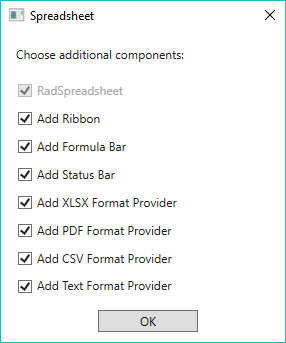 Spreadsheet
Choose additional components:
RadSpreadsheet
Add Ribbon
Add Formula Bar
Add Status Bar
Add XLSX Format Provider
Add PDF Format Provider
Add CSV Format Provider
Add Text Format Provider
OK